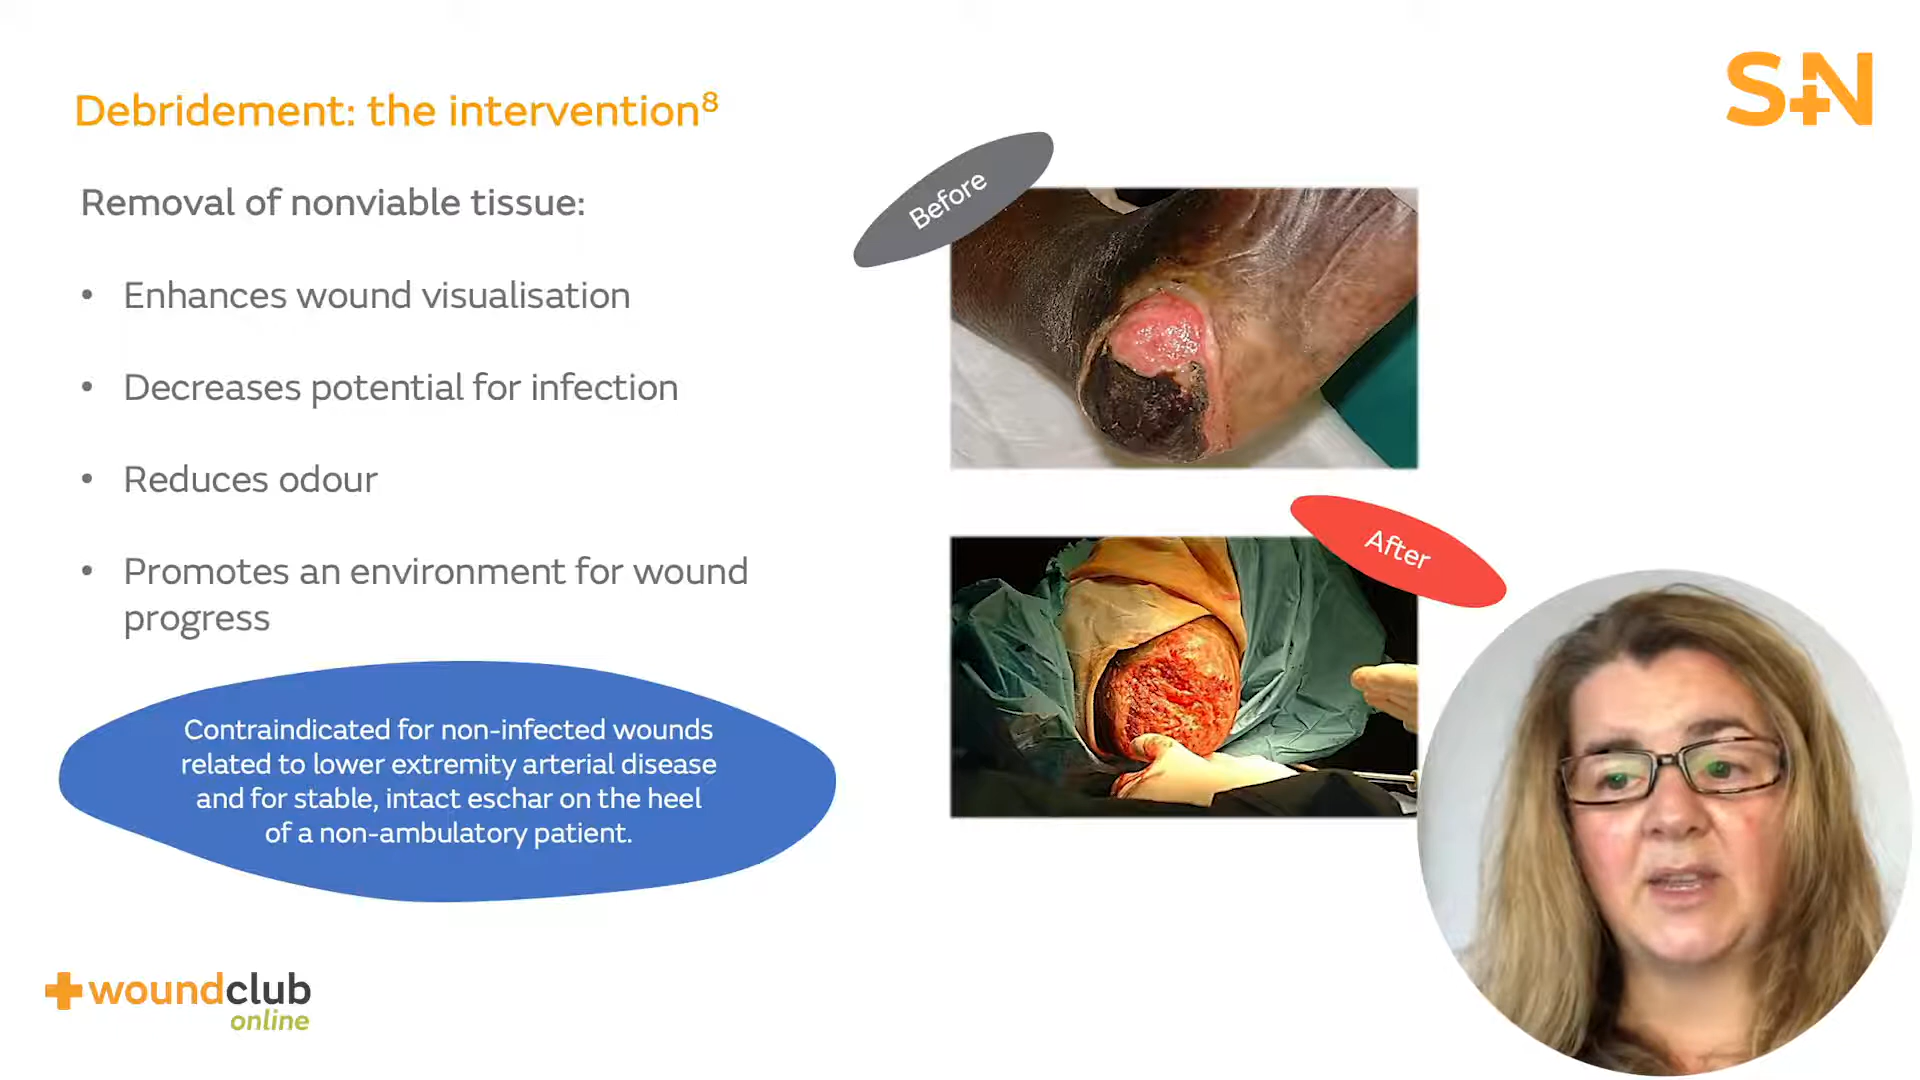 Debridement: the intervention⁸
S+N
Removal of nonviable tissue:
• Enhances wound visualisation
• Decreases potential for infection
• Reduces odour
• Promotes an environment for wound
progress
Before
After
Contraindicated for non-infected wounds
related to lower extremity arterial disease
and for stable, intact eschar on the heel
of a non-ambulatory patient.
woundclub
online